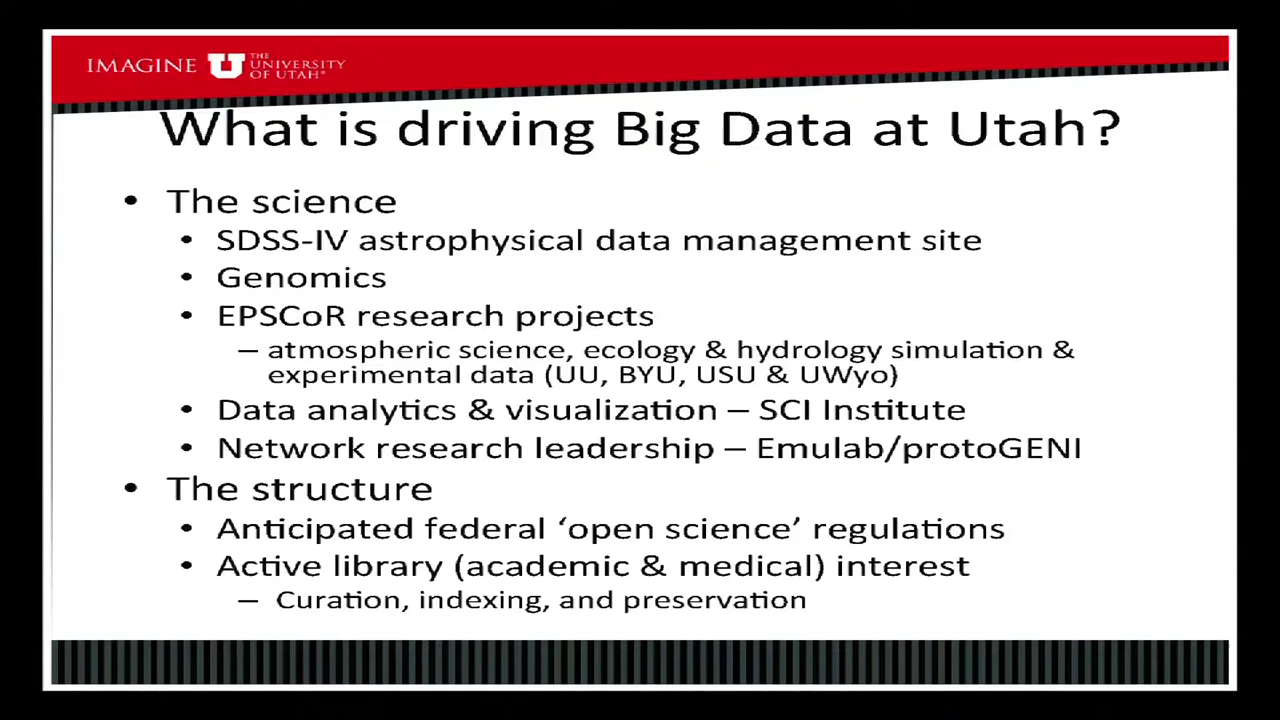 IMAGINE U THE UNIVERSITY OF UTAH®
What is driving Big Data at Utah?
• The science
• SDSS-IV astrophysical data management site
• Genomics
• EPSCoR research projects
– atmospheric science, ecology & hydrology simulation &
experimental data (UU, BYU, USU & UWyo)
• Data analytics & visualization – SCI Institute
• Network research leadership – Emulab/protoGENI
• The structure
• Anticipated federal ‘open science’ regulations
• Active library (academic & medical) interest
– Curation, indexing, and preservation